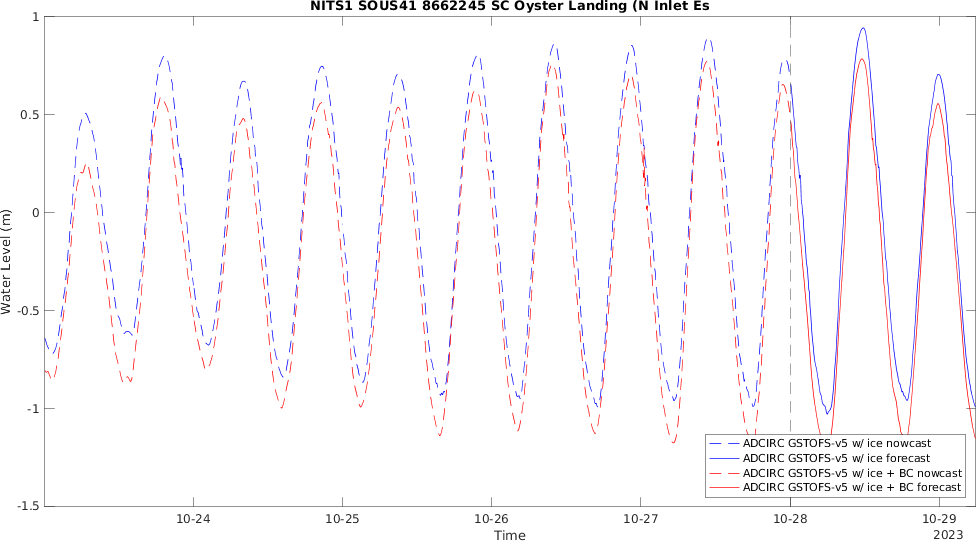 NITS1 SOUS41 8662245 SC Oyster Landing (N Inlet Es
1
0.5
0
-0.5
-1
-1.5
Water Level (m)
ADCIRC GSTOFS-v5 w/ ice nowcast
ADCIRC GSTOFS-v5 w/ ice forecast
ADCIRC GSTOFS-v5 w/ ice + BC nowcast
ADCIRC GSTOFS-v5 w/ ice + BC forecast
10-24 10-25 10-26 10-27 10-28 10-29
Time
2023